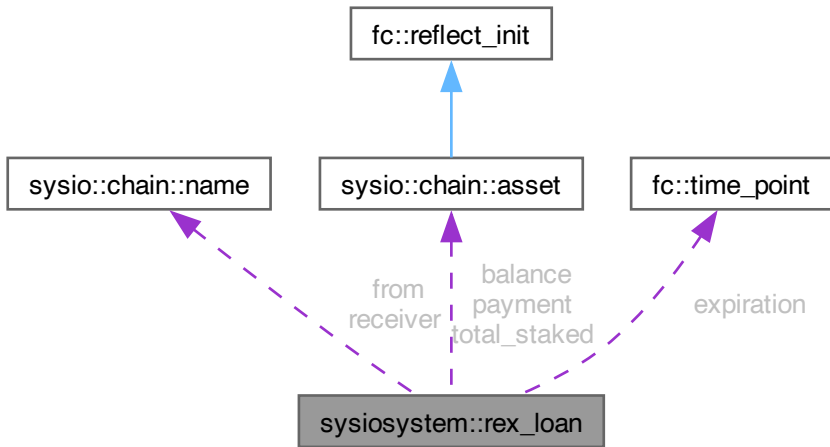 fc::reflect_init
sysio::chain::name
sysio::chain::asset
fc::time_point
from
receiver
balance
payment
total_staked
expiration
sysiosystem::rex_loan